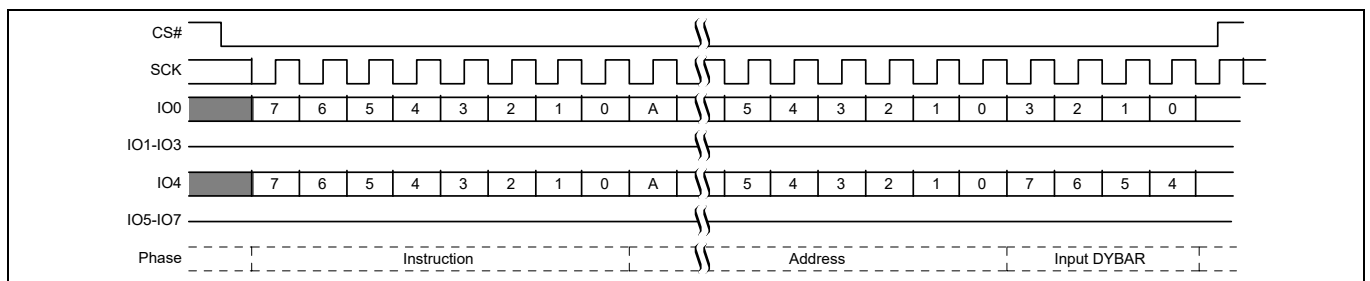 CS#
SCK
IO0 7 6 5 4 3 2 1 0 A 5 4 3 2 1 0 3 2 1 0
IO1-IO3
IO4 7 6 5 4 3 2 1 0 A 5 4 3 2 1 0 7 6 5 4
IO5-IO7
Phase Instruction Address Input DYBAR